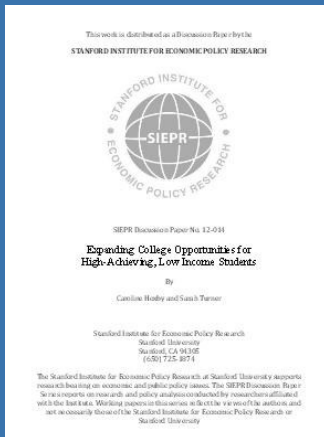 This work is distributed as a Discussion Paper by the
STANFORD INSTITUTE FOR ECONOMIC POLICY RESEARCH
STANFORD INSTITUTE FOR
SIEPR
ECONOMIC POLICY RESEARCH
SIEPR Discussion Paper No. 12-014
Expanding College Opportunities for
High-Achieving, Low Income Students
By
Caroline Hoxby and Sarah Turner
Stanford Institute for Economic Policy Research
Stanford University
Stanford, CA 94305
(650) 725-1874
The Stanford Institute for Economic Policy Research at Stanford University supports
research bearing on economic and public policy issues. The SIEPR Discussion Paper
Series reports on research and policy analysis conducted by researchers affiliated
with the Institute. Working papers in this series reflect the views of the authors and
not necessarily those of the Stanford Institute for Economic Policy Research or
Stanford University